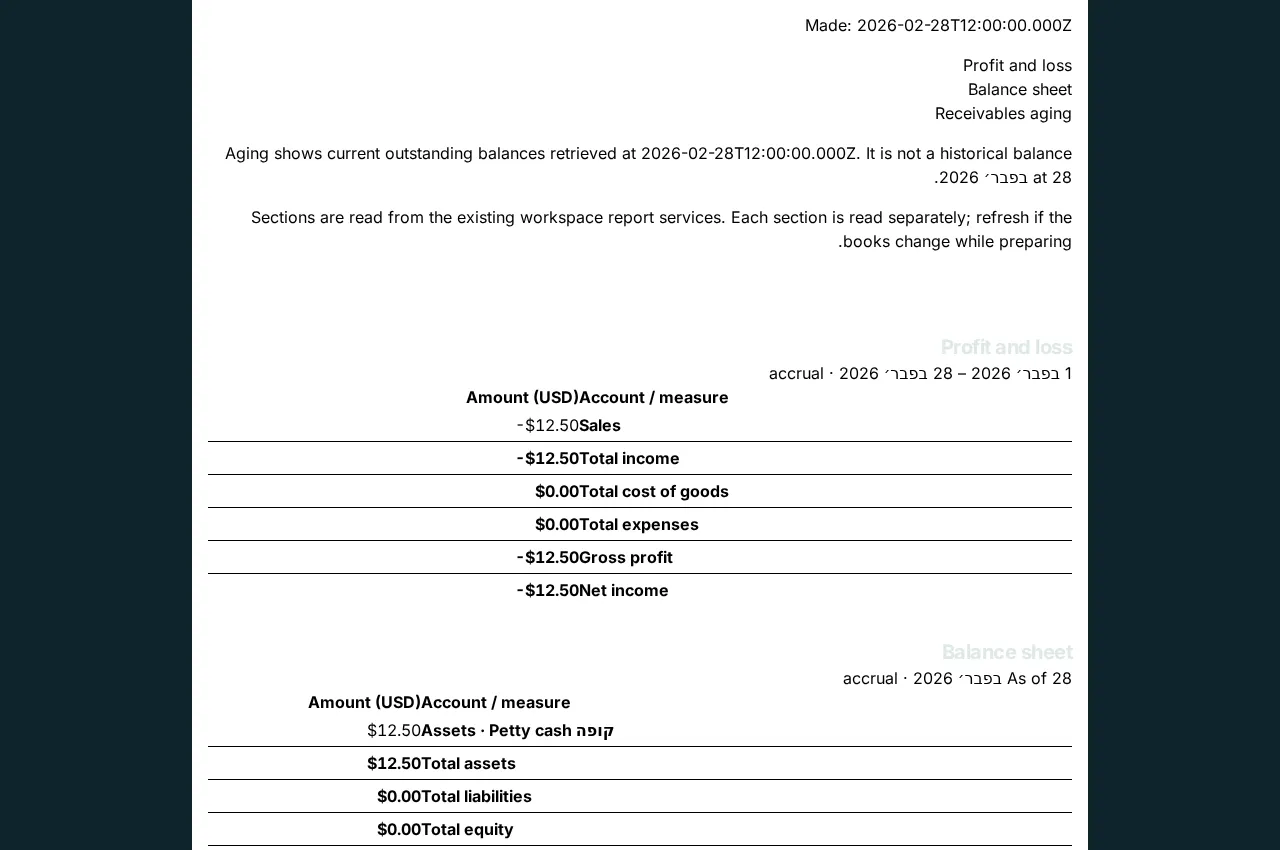 Made: 2026-02-28T12:00:00.000Z
Profit and loss
Balance sheet
Receivables aging
Aging shows current outstanding balances retrieved at 2026-02-28T12:00:00.000Z. It is not a historical balance
at 28 בפבר׳ 2026.
Sections are read from the existing workspace report services. Each section is read separately; refresh if the
books change while preparing.
Profit and loss
1 בפבר׳ 2026 – 28 בפבר׳ 2026 · accrual
Account / measure Amount (USD)
Sales -$12.50
Total income -$12.50
Total cost of goods $0.00
Total expenses $0.00
Gross profit -$12.50
Net income -$12.50
Balance sheet
As of 28 בפבר׳ 2026 · accrual
Account / measure Amount (USD)
Assets · Petty cash קופה $12.50
Total assets $12.50
Total liabilities $0.00
Total equity $0.00